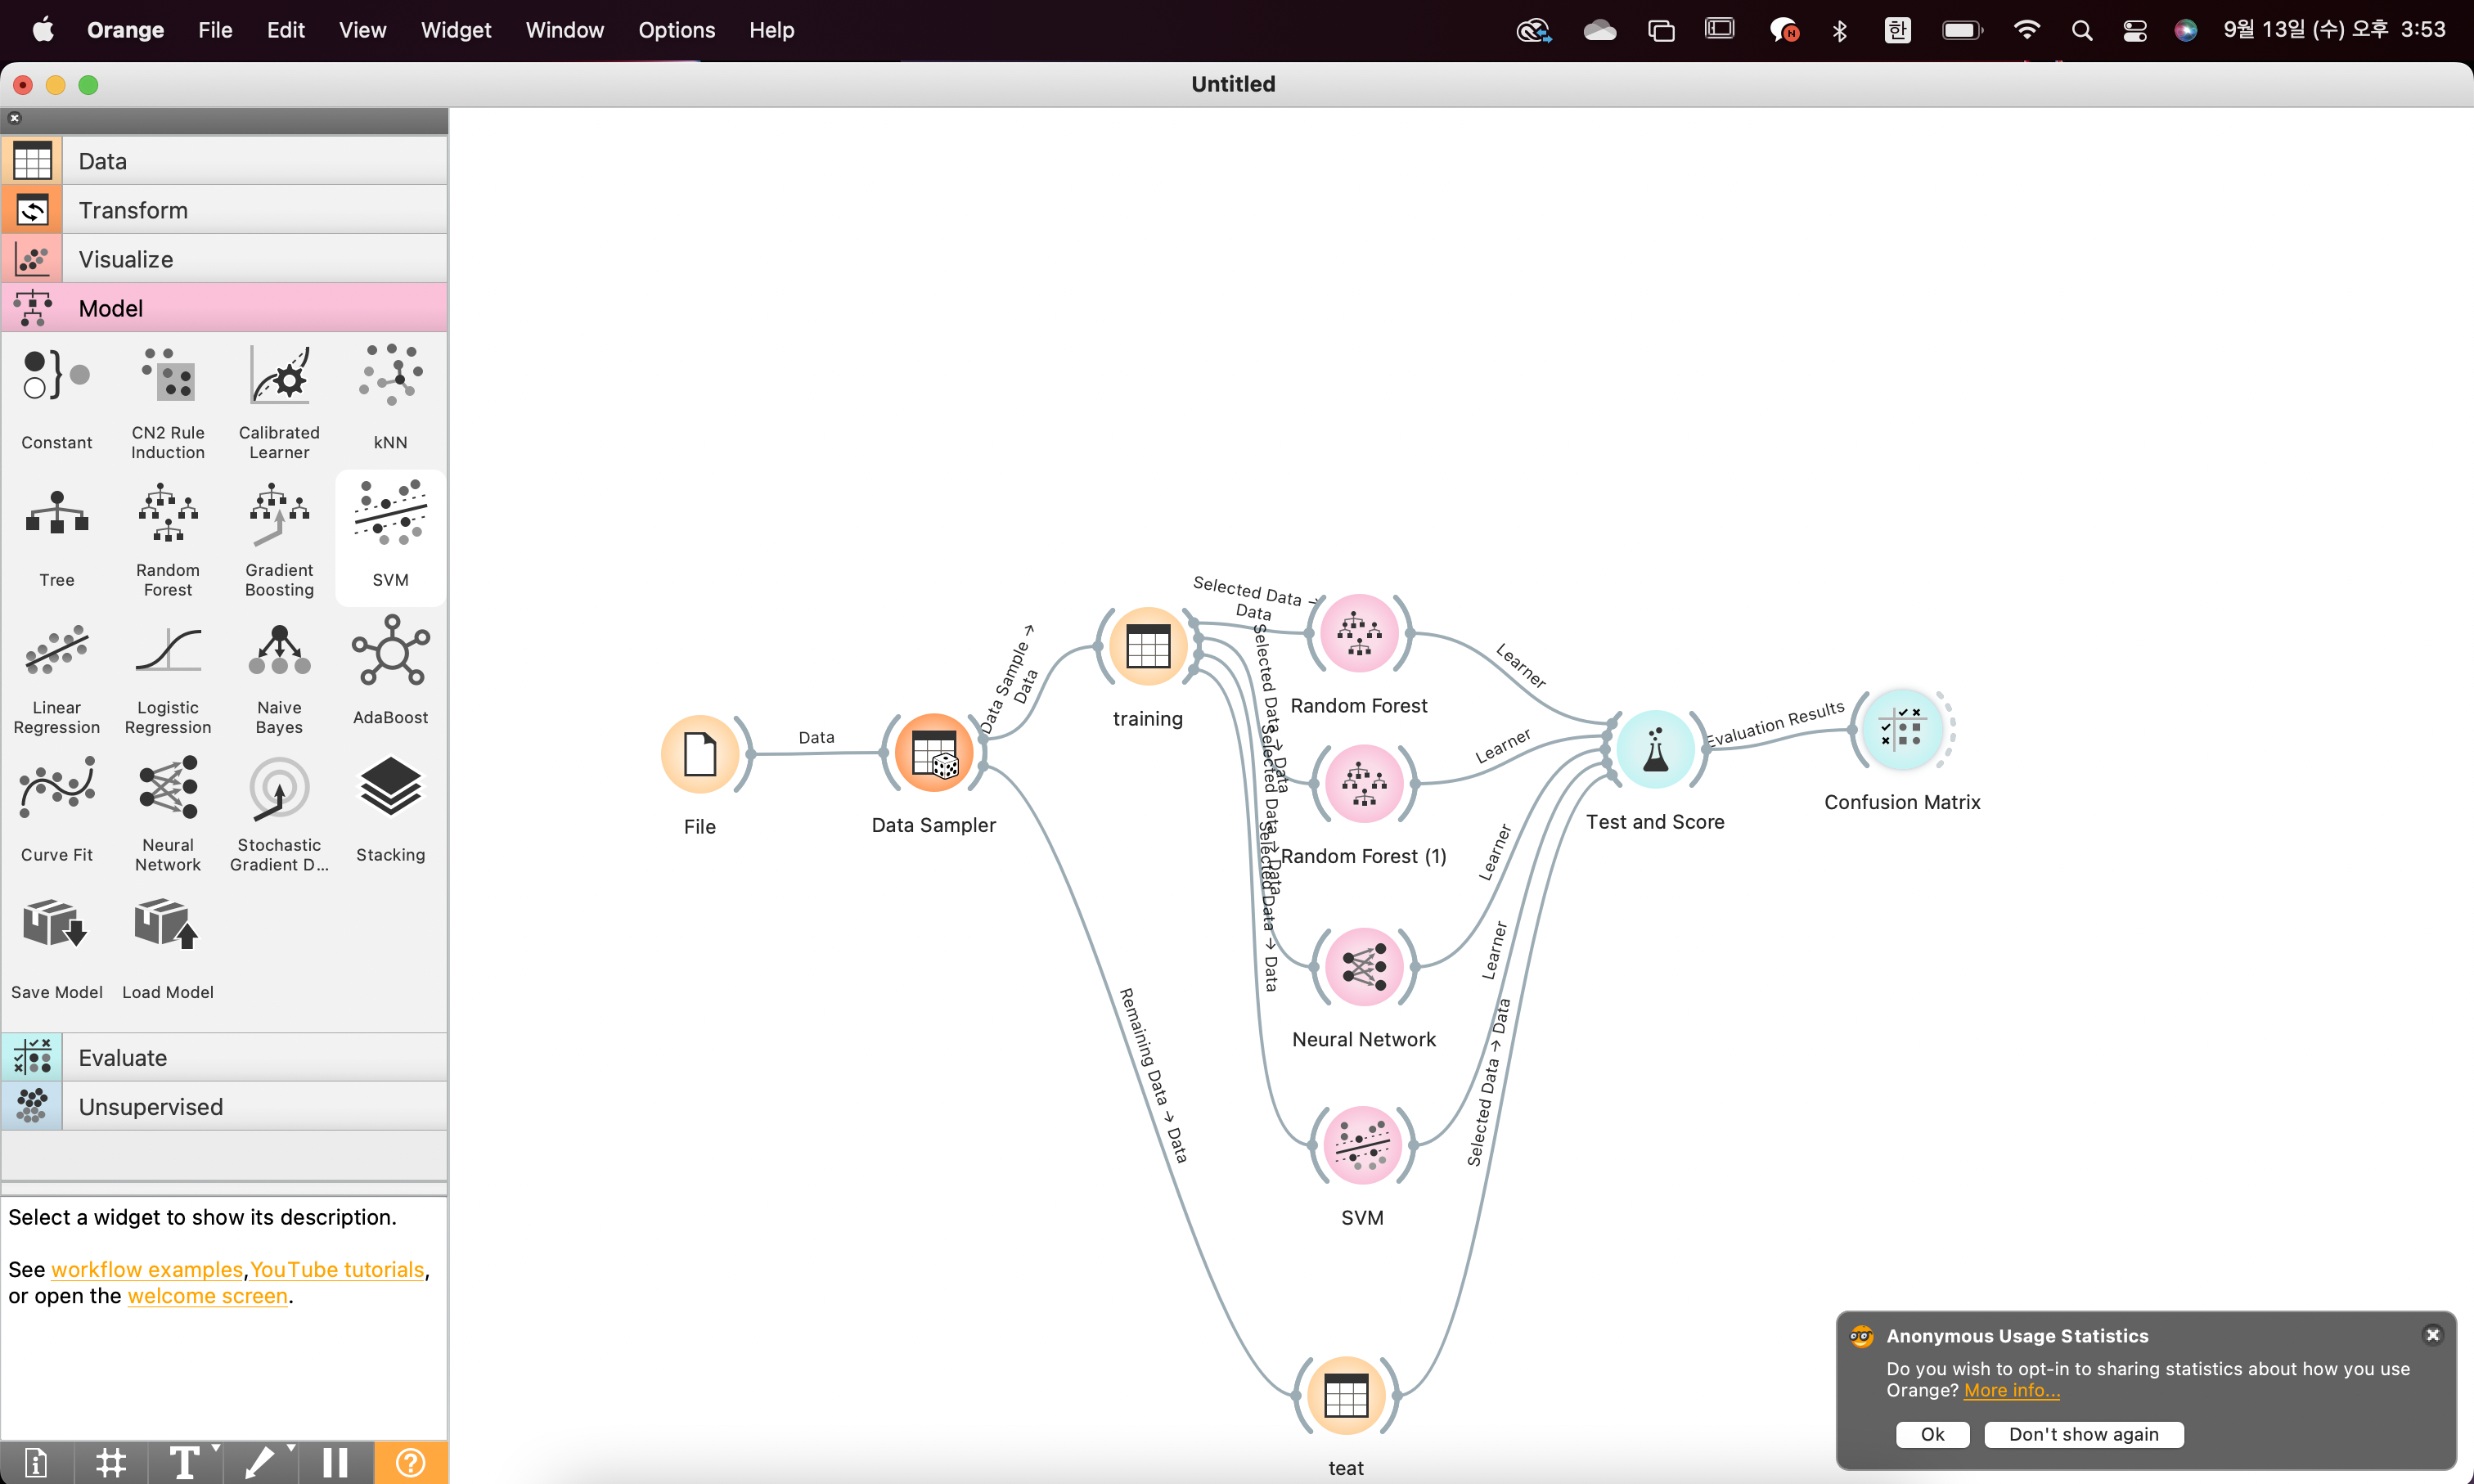 Orange File Edit View Widget Window Options Help
한
9월 13일 (수) 오후 3:53
Untitled
Data
Transform
Visualize
Model
Constant
CN2 Rule
Induction
Calibrated
Learner
kNN
Tree
Random
Forest
Gradient
Boosting
SVM
Linear
Regression
Logistic
Regression
Naive
Bayes
AdaBoost
Curve Fit
Neural
Network
Stochastic
Gradient D...
Stacking
Save Model
Load Model
Evaluate
Unsupervised
Select a widget to show its description.
See workflow examples, YouTube tutorials,
or open the welcome screen.
File
Data
Data Sampler
Data Sample →
Data
Remaining Data → Data
training
Selected Data →
Data
Selected Data → Data
Selected Data → Data
Selected Data → Data
Random Forest
Random Forest (1)
Neural Network
SVM
teat
Learner
Learner
Learner
Learner
Selected Data → Data
Test and Score
Evaluation Results
Confusion Matrix
Anonymous Usage Statistics
Do you wish to opt-in to sharing statistics about how you use
Orange? More info...
Ok
Don't show again